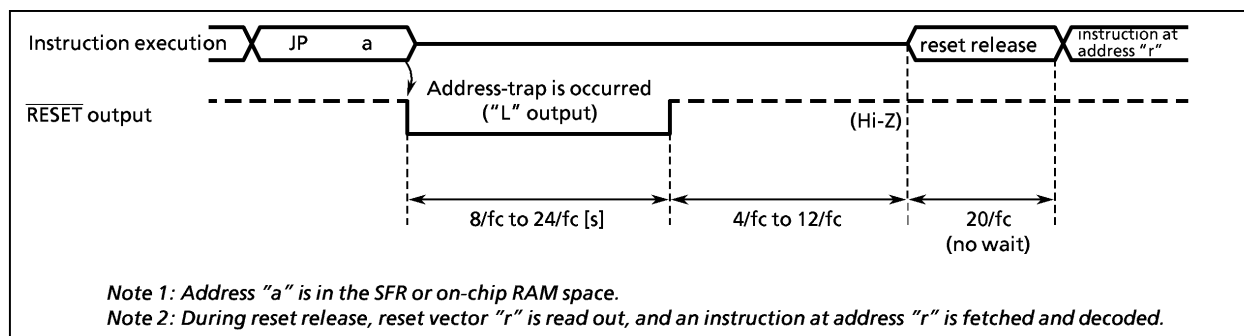 Instruction execution JP a reset release instruction at
address "r"
Address-trap is occurred
("L" output)
RESET output
(Hi-Z)
8/fc to 24/fc [s] 4/fc to 12/fc 20/fc
(no wait)
Note 1: Address "a" is in the SFR or on-chip RAM space.
Note 2: During reset release, reset vector "r" is read out, and an instruction at address "r" is fetched and decoded.